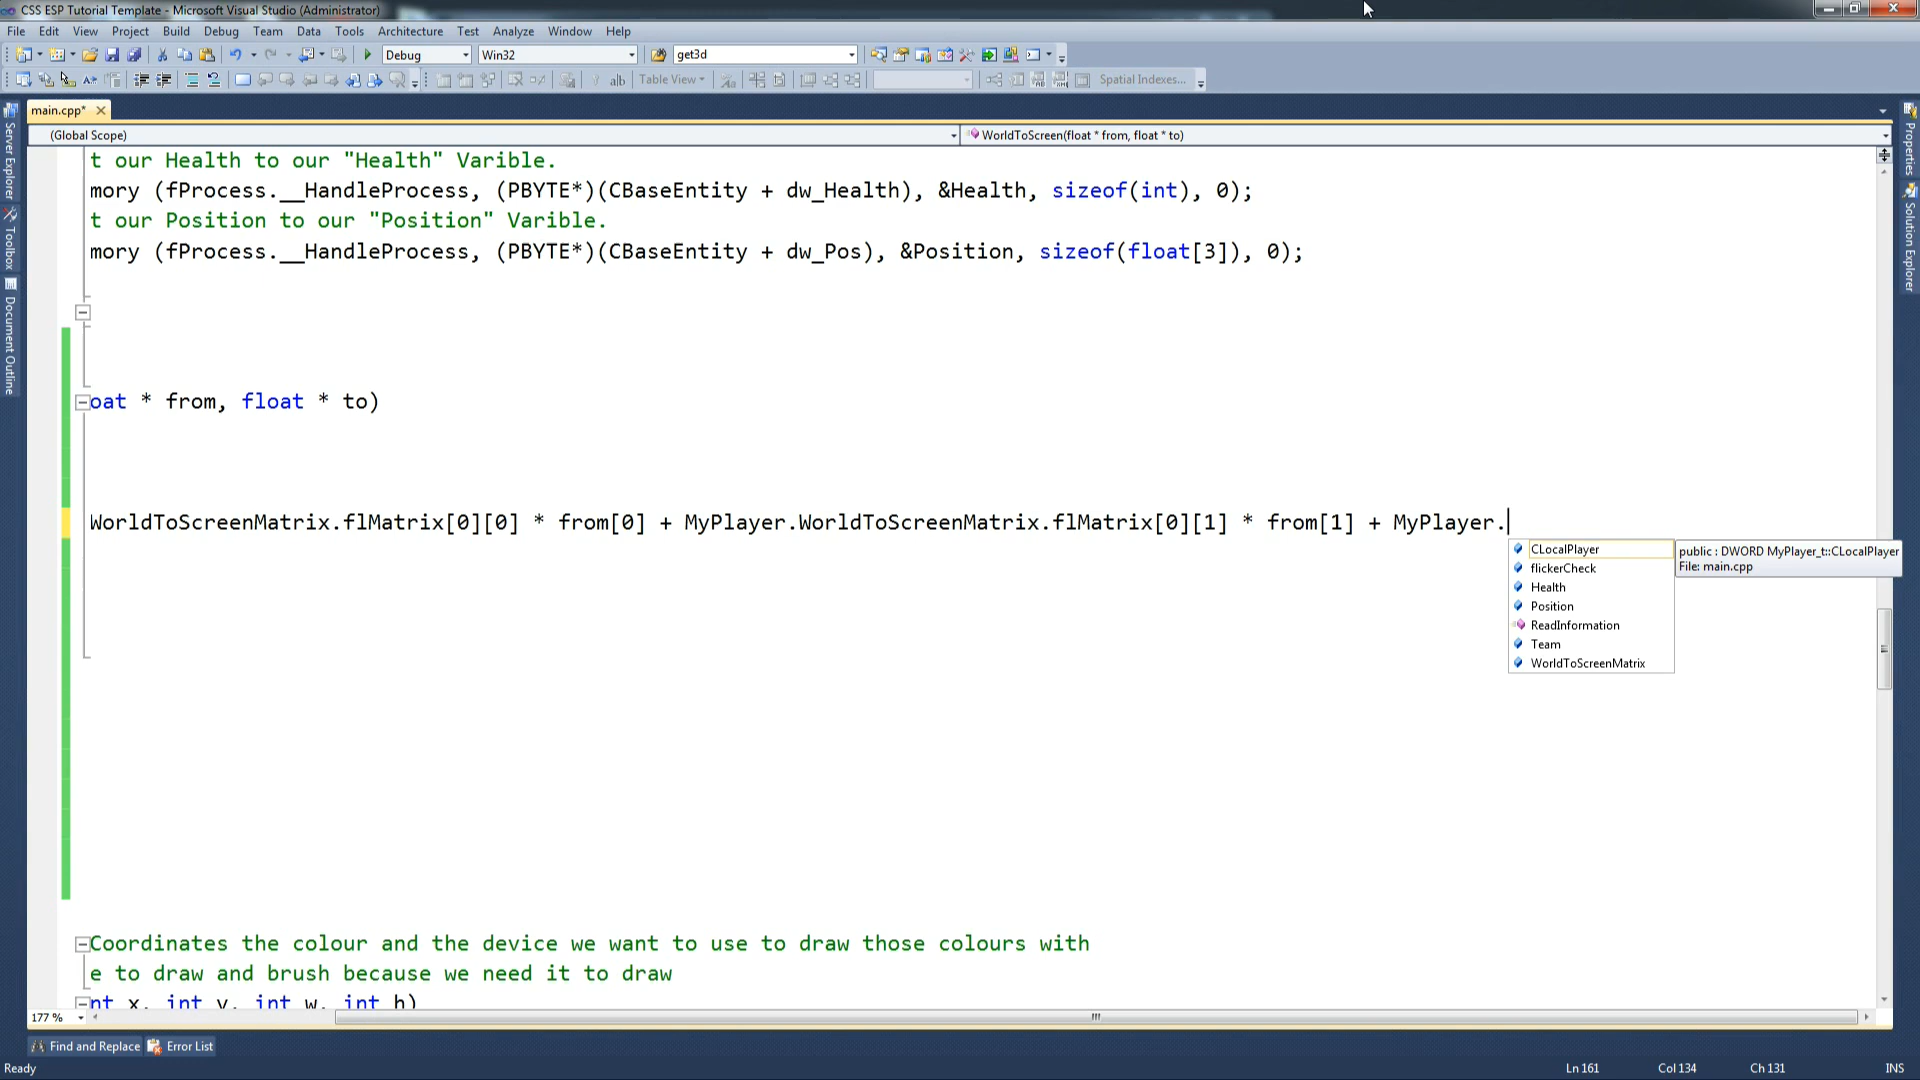 CSS ESP Tutorial Template - Microsoft Visual Studio (Administrator)
File Edit View Project Build Debug Team Data Tools Architecture Test Analyze Window Help
Debug Win32 get3d
Table View Spatial Indexes...
main.cpp*
(Global Scope) WorldToScreen(float * from, float * to)
Server Explorer
Toolbox
Document Outline
Properties
Solution Explorer
t our Health to our "Health" Varible.
mory (fProcess.__HandleProcess, (PBYTE*)(CBaseEntity + dw_Health), &Health, sizeof(int), 0);
t our Position to our "Position" Varible.
mory (fProcess.__HandleProcess, (PBYTE*)(CBaseEntity + dw_Pos), &Position, sizeof(float[3]), 0);
oat * from, float * to)
WorldToScreenMatrix.flMatrix[0][0] * from[0] + MyPlayer.WorldToScreenMatrix.flMatrix[0][1] * from[1] + MyPlayer.
CLocalPlayer
flickerCheck
Health
Position
ReadInformation
Team
WorldToScreenMatrix
public : DWORD MyPlayer_t::CLocalPlayer
File: main.cpp
Coordinates the colour and the device we want to use to draw those colours with
e to draw and brush because we need it to draw
nt x, int y, int w, int h)
177 %
Find and Replace Error List
Ready Ln 161 Col 134 Ch 131 INS